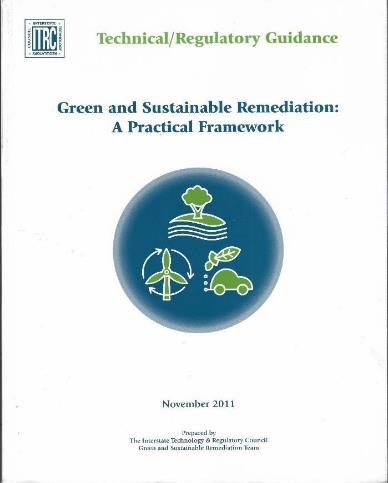 INTERSTATE
ITRC
Technical/Regulatory Guidance
Green and Sustainable Remediation:
A Practical Framework
November 2011
Prepared by
The Interstate Technology & Regulatory Council
Green and Sustainable Remediation Team